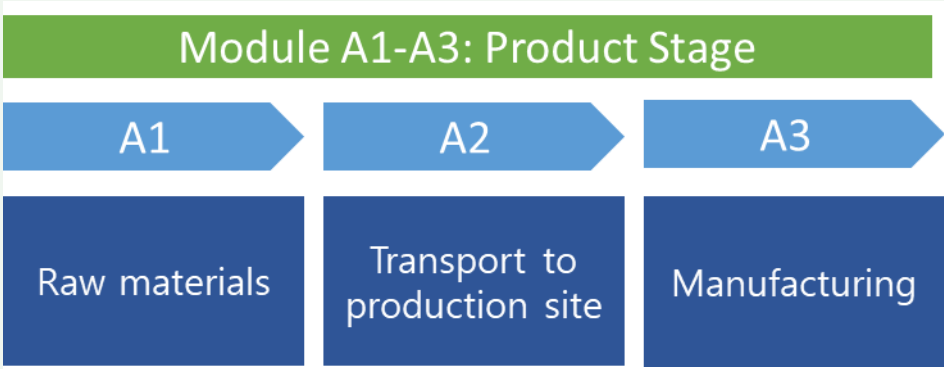 Module A1-A3: Product Stage
A1
A2
A3
Raw materials
Transport to
production site
Manufacturing